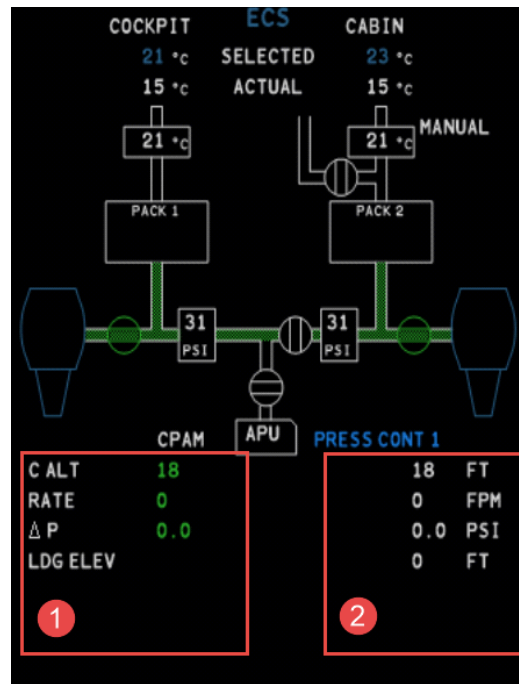 ECS
COCKPIT CABIN
21 °C SELECTED 23 °C
15 °C ACTUAL 15 °C
MANUAL
21 °C 21 °C
PACK 1 PACK 2
31 PSI 31 PSI
APU
CPAM PRESS CONT 1
C ALT 18 18 FT
RATE 0 0 FPM
Δ P 0.0 0.0 PSI
LDG ELEV 0 FT
1 2